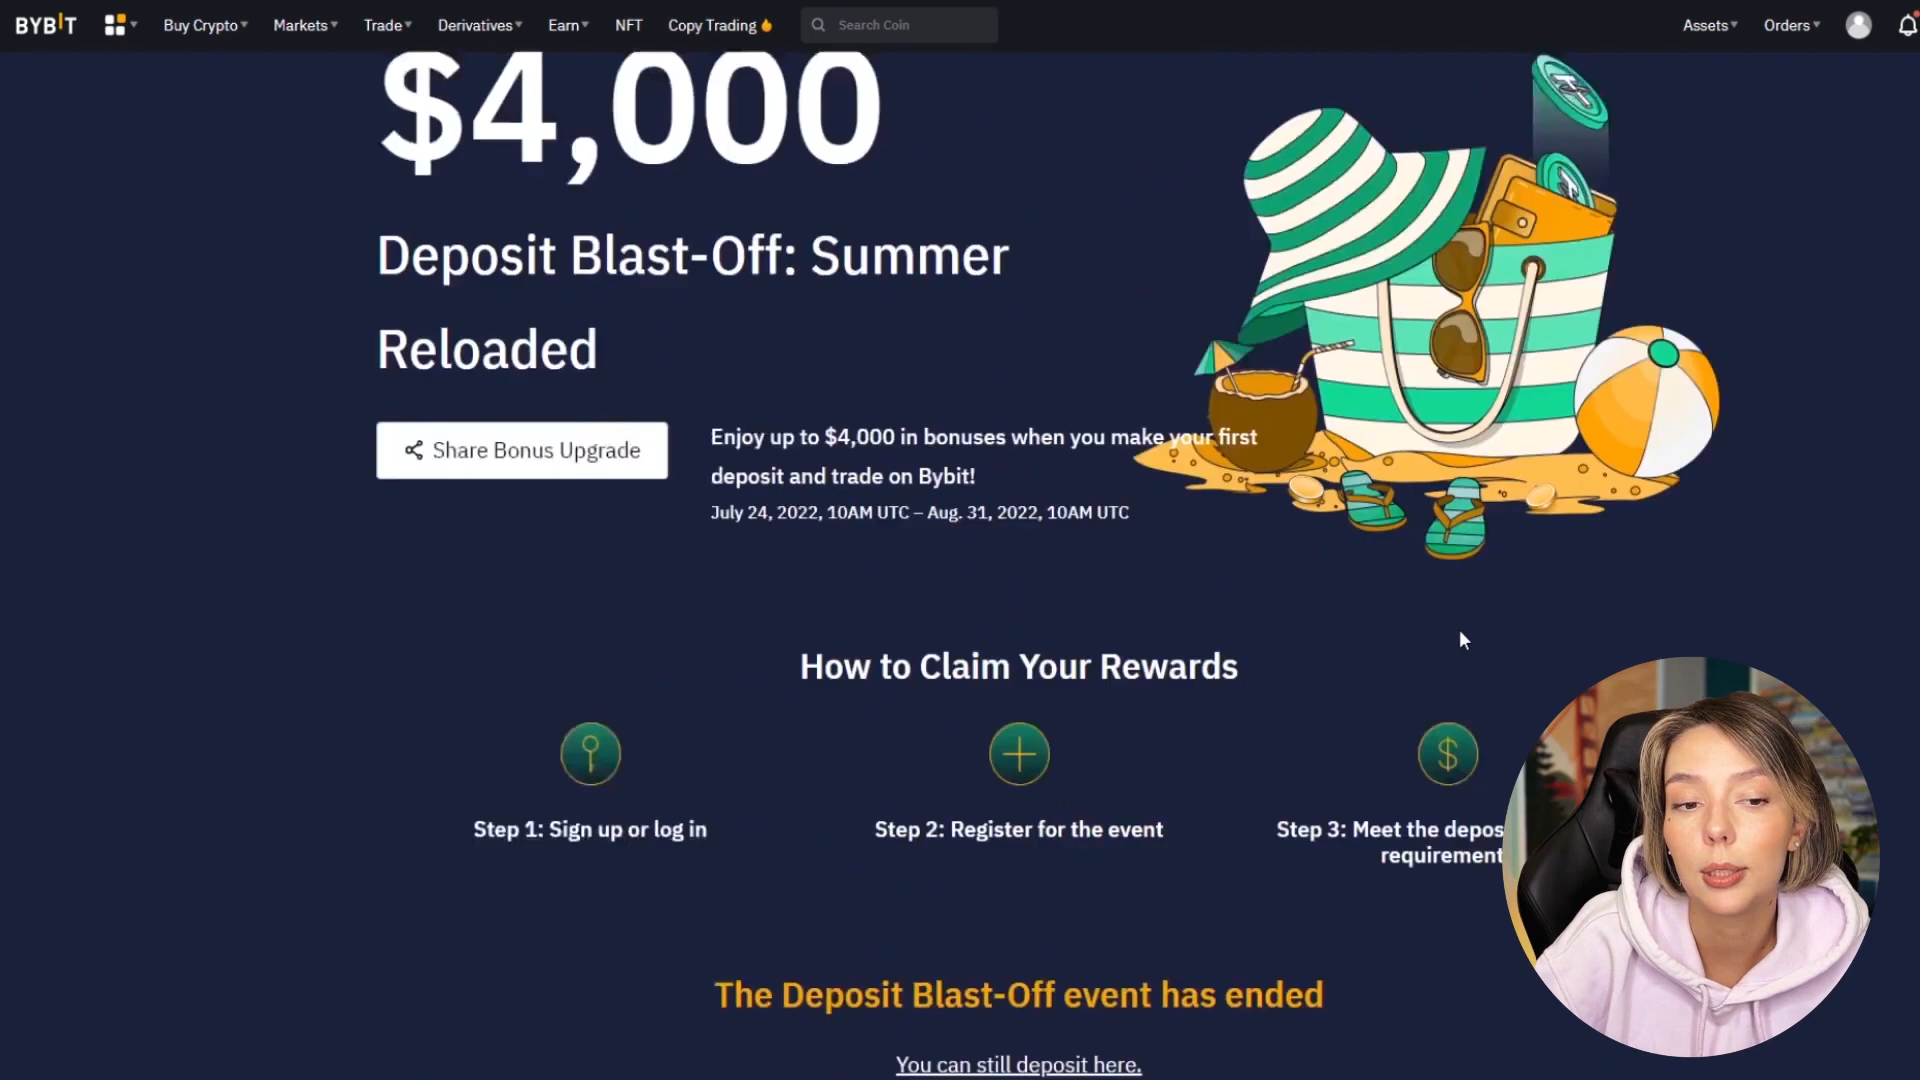 BYBIT
Buy Crypto
Markets
Trade
Derivatives
Earn
NFT
Copy Trading
Search Coin
Assets
Orders
$4,000
Deposit Blast-Off: Summer
Reloaded
Share Bonus Upgrade
Enjoy up to $4,000 in bonuses when you make your first
deposit and trade on Bybit!
July 24, 2022, 10AM UTC – Aug. 31, 2022, 10AM UTC
How to Claim Your Rewards
Step 1: Sign up or log in
Step 2: Register for the event
Step 3: Meet the depos
requirement
The Deposit Blast-Off event has ended
You can still deposit here.